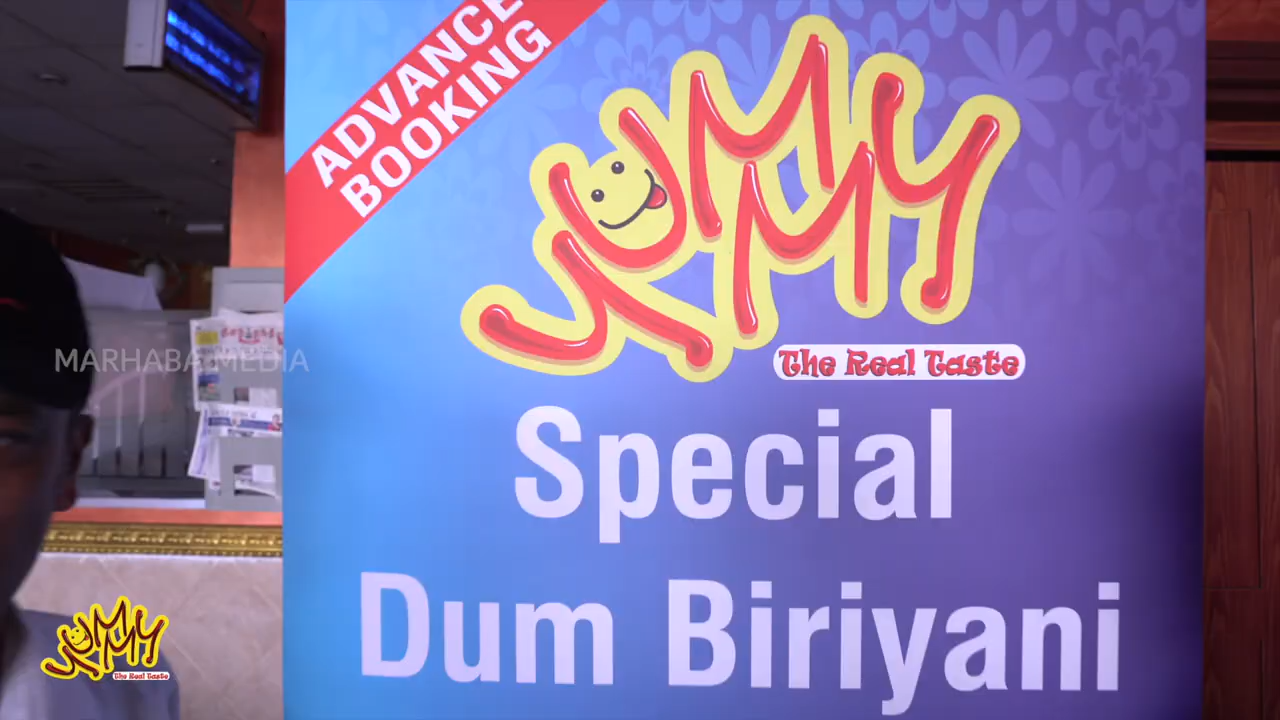 ADVANCE
BOOKING
YUMMY
The Real Taste
MARHABA MEDIA
Special
Dum Biriyani
YUMMY
The Real Taste